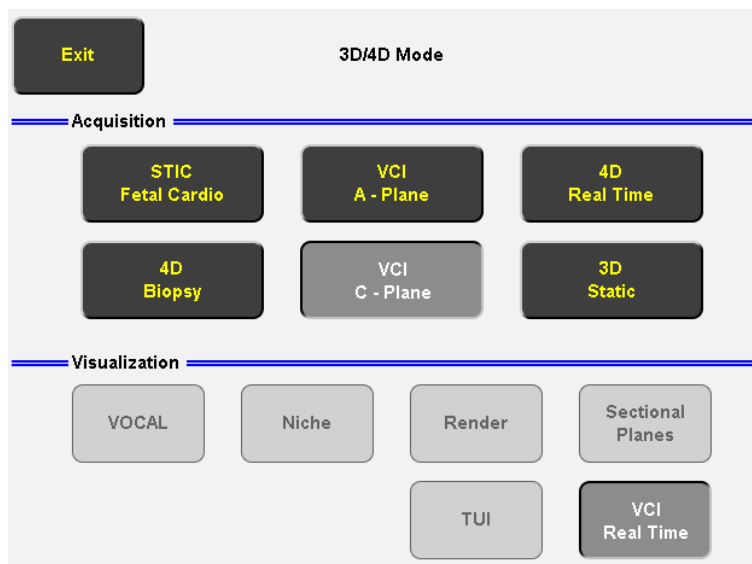 Exit
3D/4D Mode
Acquisition
STIC
Fetal Cardio
VCI
A - Plane
4D
Real Time
4D
Biopsy
VCI
C - Plane
3D
Static
Visualization
VOCAL
Niche
Render
Sectional
Planes
TUI
VCI
Real Time